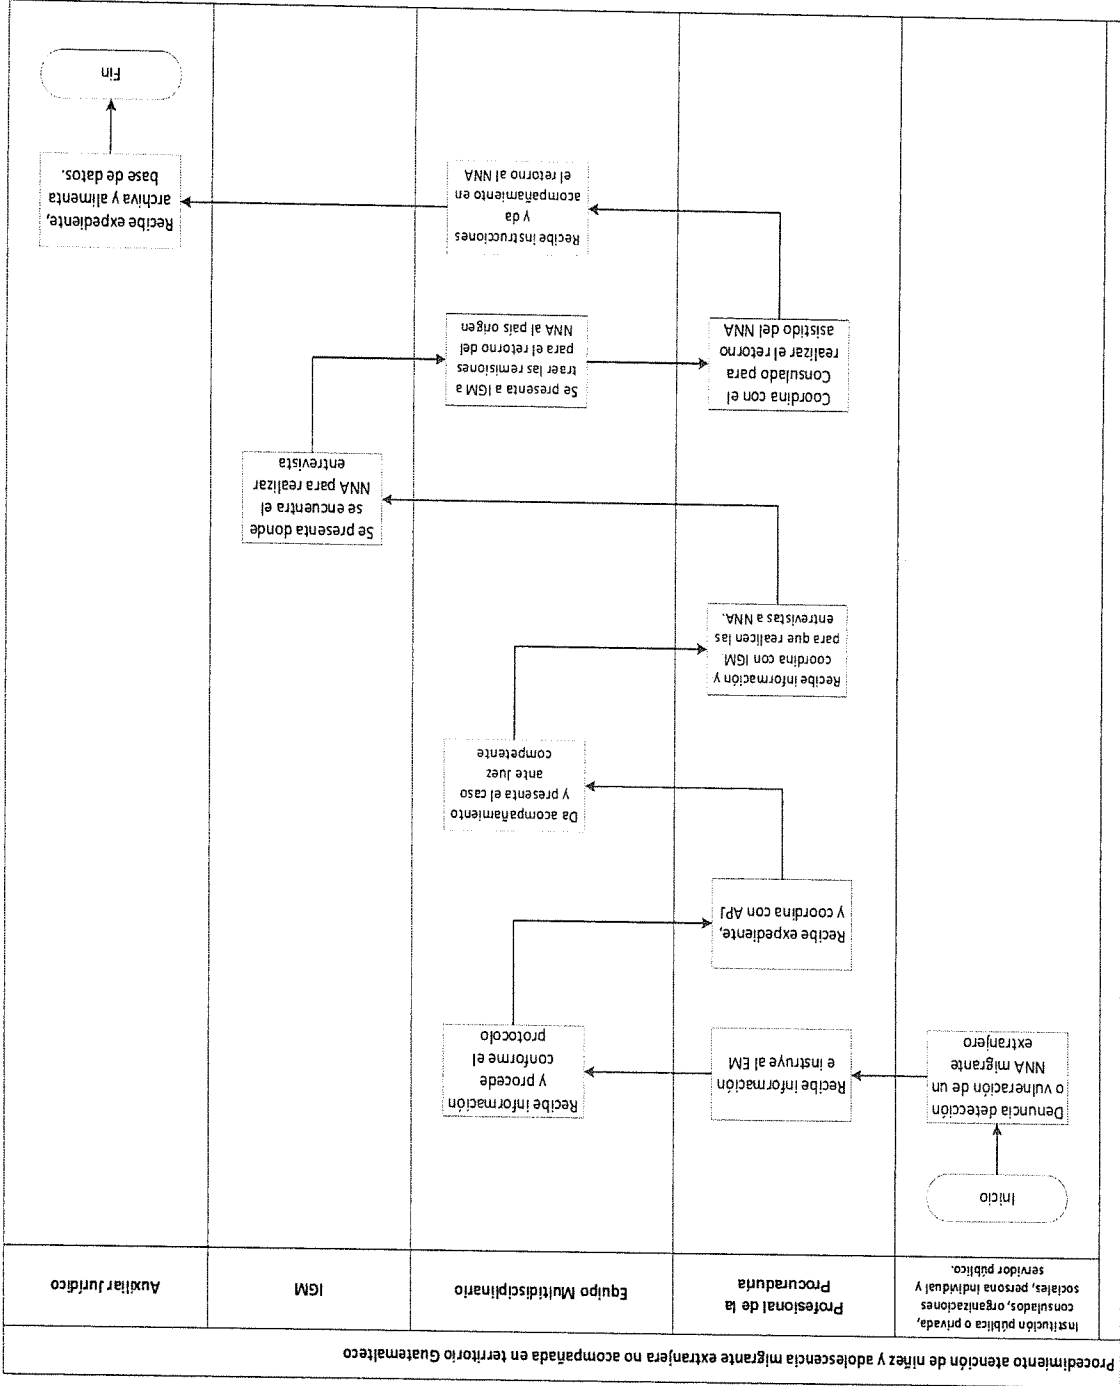 Procedimiento atención de niñez y adolescencia migrante extranjera no acompañada en territorio Guatemalteco
Institución pública o privada,
consulados, organizaciones
sociales, persona individual y
servidor público.
Profesional de la
Procuraduría
Equipo Multidisciplinario
IGM
Auxiliar Jurídico
Inicio
Denuncia detección
o vulneración de un
NNA migrante
extranjero
Recibe información
e instruye al EM
Recibe información
y procede
conforme el
protocolo
Recibe expediente,
y coordina con APJ
Da acompañamiento
y presenta el caso
ante Juez
competente
Recibe información y
coordina con IGM
para que realicen las
entrevistas a NNA.
Se presenta donde
se encuentra el
NNA para realizar
entrevista
Se presenta a IGM a
traer las remisiones
para el retorno del
NNA al país origen
Coordina con el
Consulado para
realizar el retorno
asistido del NNA
Recibe instrucciones
y da
acompañamiento en
el retorno al NNA
Recibe expediente,
archiva y alimenta
base de datos.
Fin